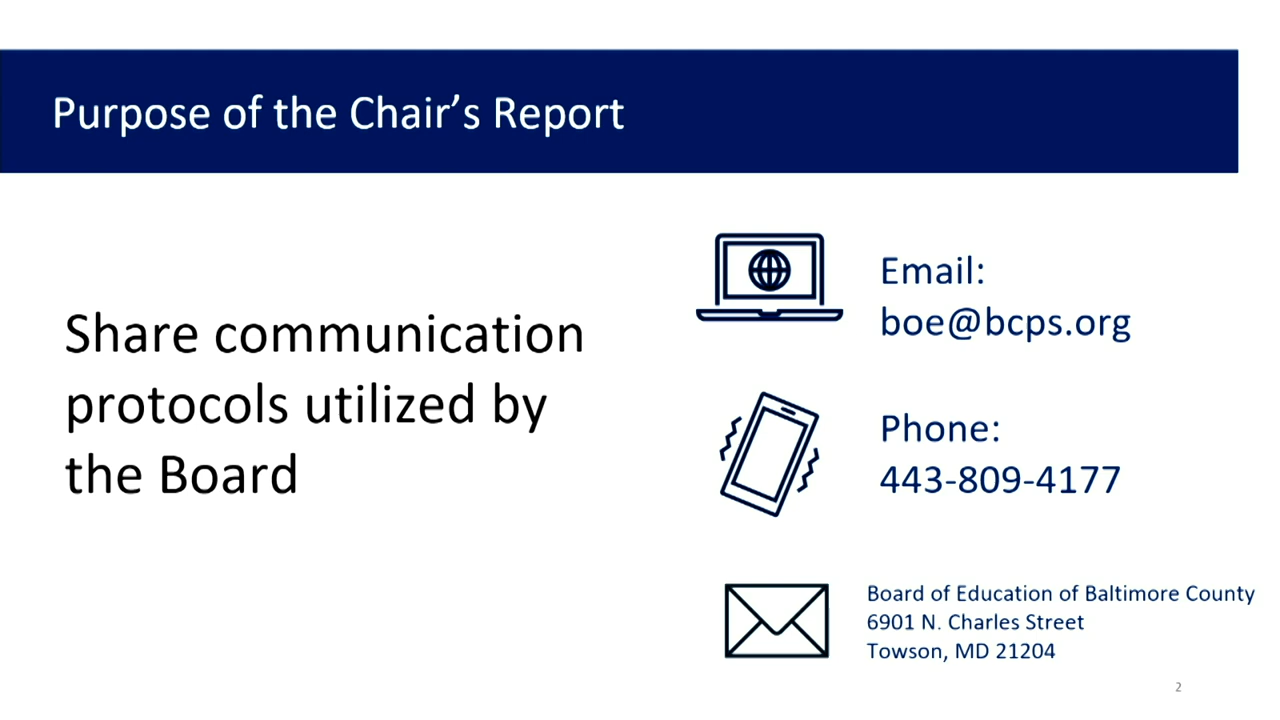 Purpose of the Chair’s Report
Share communication
protocols utilized by
the Board
Email:
boe@bcps.org
Phone:
443-809-4177
Board of Education of Baltimore County
6901 N. Charles Street
Towson, MD 21204
2